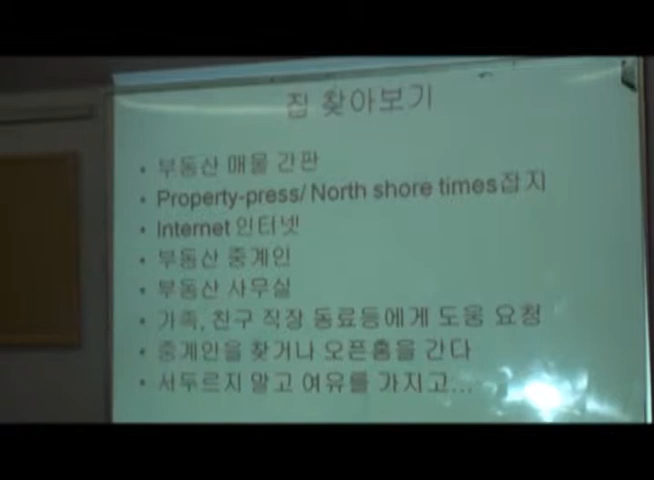 집 찾아보기
• 부동산 매물 간판
• Property-press/ North shore times잡지
• Internet 인터넷
• 부동산 중계인
• 부동산 사무실
• 가족, 친구 직장 동료등에게 도움 요청
• 중계인을 찾거나 오픈홈을 간다
• 서두르지 말고 여유를 가지고...